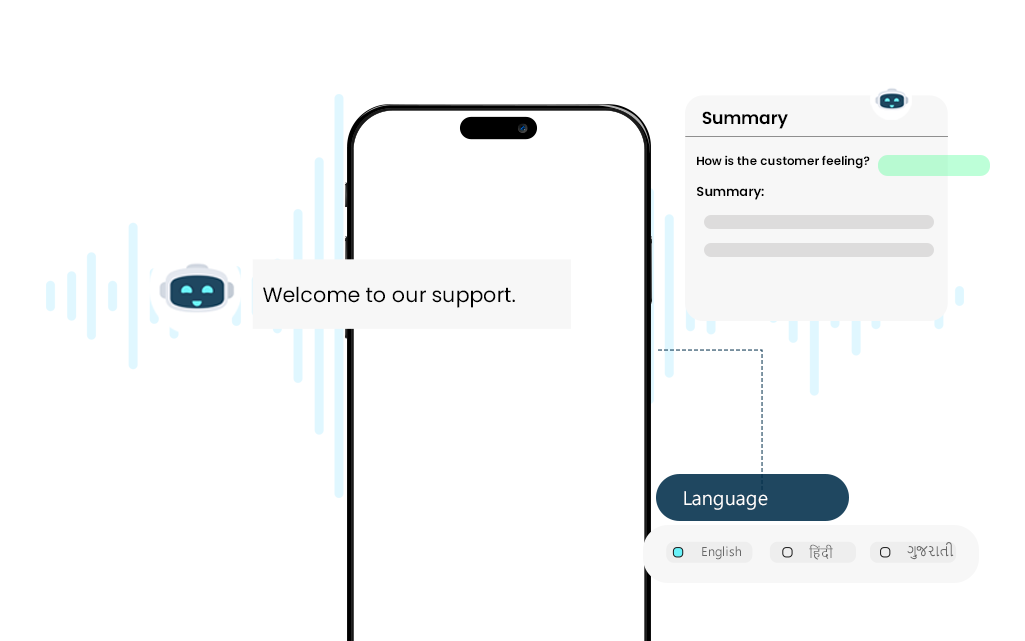 Summary
How is the customer feeling?
Summary:
Welcome to our support.
Language
English
हिंदी
ગુજરાતી